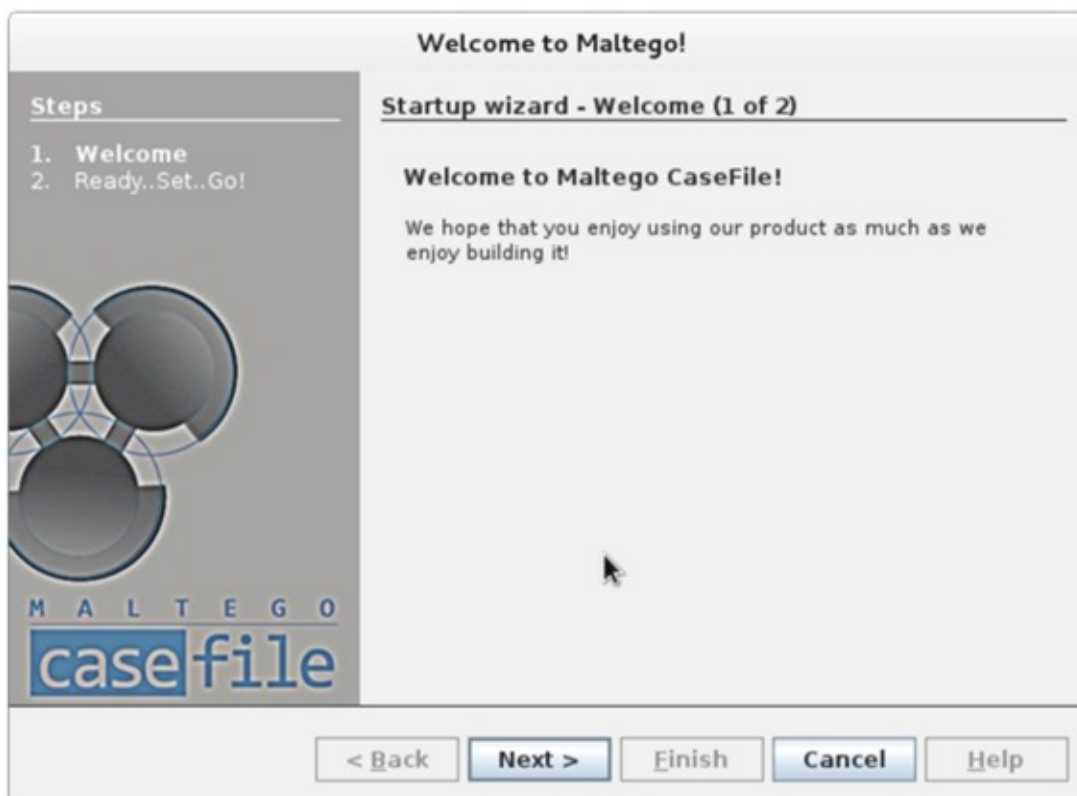 Welcome to Maltego!
Steps
1. Welcome
2. Ready..Set..Go!
Startup wizard - Welcome (1 of 2)
Welcome to Maltego CaseFile!
We hope that you enjoy using our product as much as we
enjoy building it!
MALTEGO
casefile
< Back
Next >
Finish
Cancel
Help